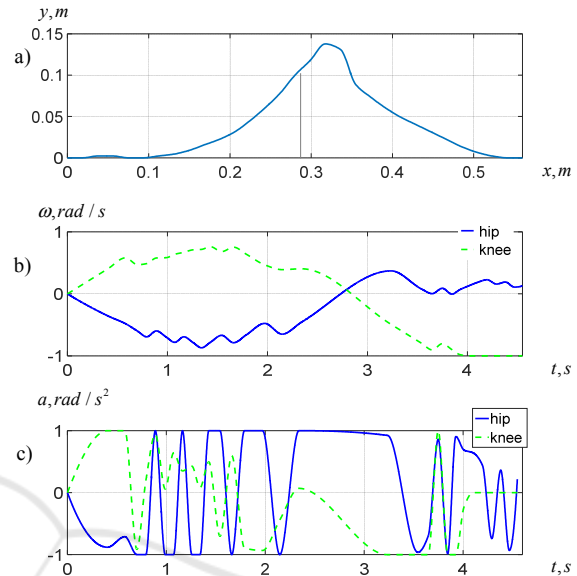 y, m
a)
0.15
0.1
0.05
0
0 0.1 0.2 0.3 0.4 0.5
x, m
ω, rad / s
hip
knee
b)
1
0
-1
0 1 2 3 4
t, s
a, rad / s²
hip
knee
c)
1
0
-1
0 1 2 3 4
t, s